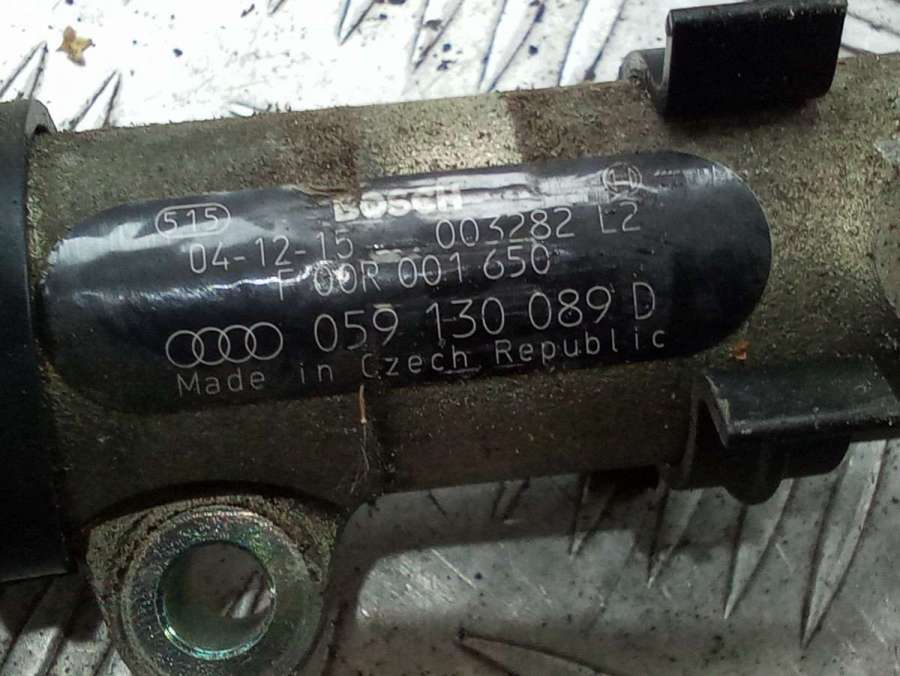 BOSCH
515
04-12-15 003282 L2
F 00R 001 650
059 130 089 D
Made in Czech Republic